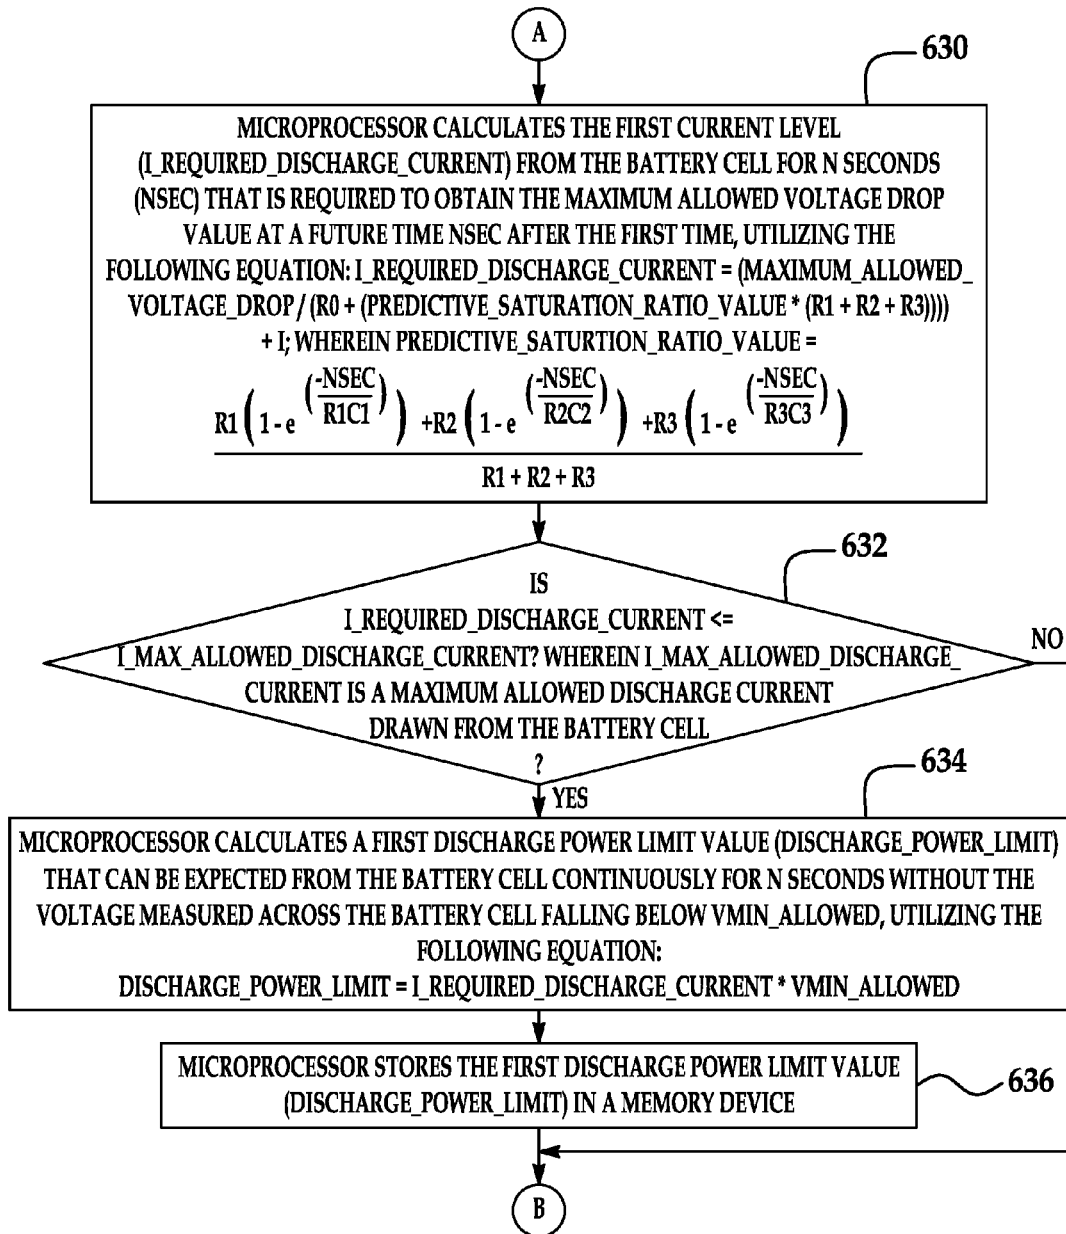 A
630
MICROPROCESSOR CALCULATES THE FIRST CURRENT LEVEL
(I_REQUIRED_DISCHARGE_CURRENT) FROM THE BATTERY CELL FOR N SECONDS
(NSEC) THAT IS REQUIRED TO OBTAIN THE MAXIMUM ALLOWED VOLTAGE DROP
VALUE AT A FUTURE TIME NSEC AFTER THE FIRST TIME, UTILIZING THE
FOLLOWING EQUATION: I_REQUIRED_DISCHARGE_CURRENT = (MAXIMUM_ALLOWED_
VOLTAGE_DROP / (R0 + (PREDICTIVE_SATURATION_RATIO_VALUE * (R1 + R2 + R3))))
+ I; WHEREIN PREDICTIVE_SATURTION_RATIO_VALUE =
R1 ( 1 - e ( -NSEC / R1C1 ) ) +R2 ( 1 - e ( -NSEC / R2C2 ) ) +R3 ( 1 - e ( -NSEC / R3C3 ) )
R1 + R2 + R3
632
IS
I_REQUIRED_DISCHARGE_CURRENT <=
I_MAX_ALLOWED_DISCHARGE_CURRENT? WHEREIN I_MAX_ALLOWED_DISCHARGE_
CURRENT IS A MAXIMUM ALLOWED DISCHARGE CURRENT
DRAWN FROM THE BATTERY CELL
?
NO
YES
634
MICROPROCESSOR CALCULATES A FIRST DISCHARGE POWER LIMIT VALUE (DISCHARGE_POWER_LIMIT)
THAT CAN BE EXPECTED FROM THE BATTERY CELL CONTINUOUSLY FOR N SECONDS WITHOUT THE
VOLTAGE MEASURED ACROSS THE BATTERY CELL FALLING BELOW VMIN_ALLOWED, UTILIZING THE
FOLLOWING EQUATION:
DISCHARGE_POWER_LIMIT = I_REQUIRED_DISCHARGE_CURRENT * VMIN_ALLOWED
MICROPROCESSOR STORES THE FIRST DISCHARGE POWER LIMIT VALUE
(DISCHARGE_POWER_LIMIT) IN A MEMORY DEVICE
636
B